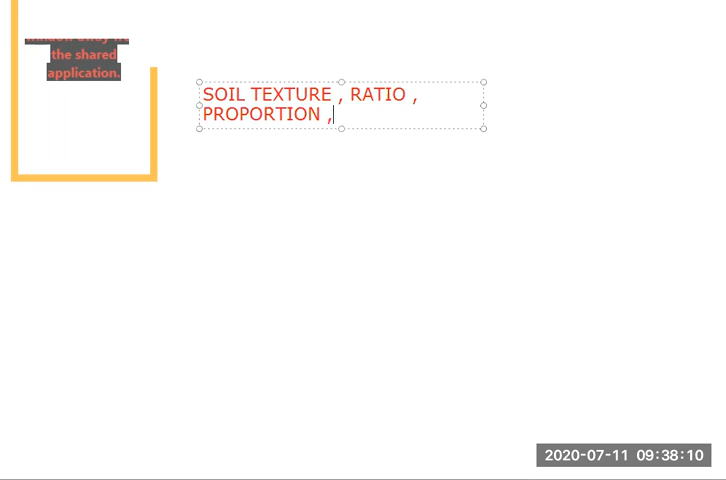 the shared
application.
SOIL TEXTURE , RATIO ,
PROPORTION ,
2020-07-11 09:38:10